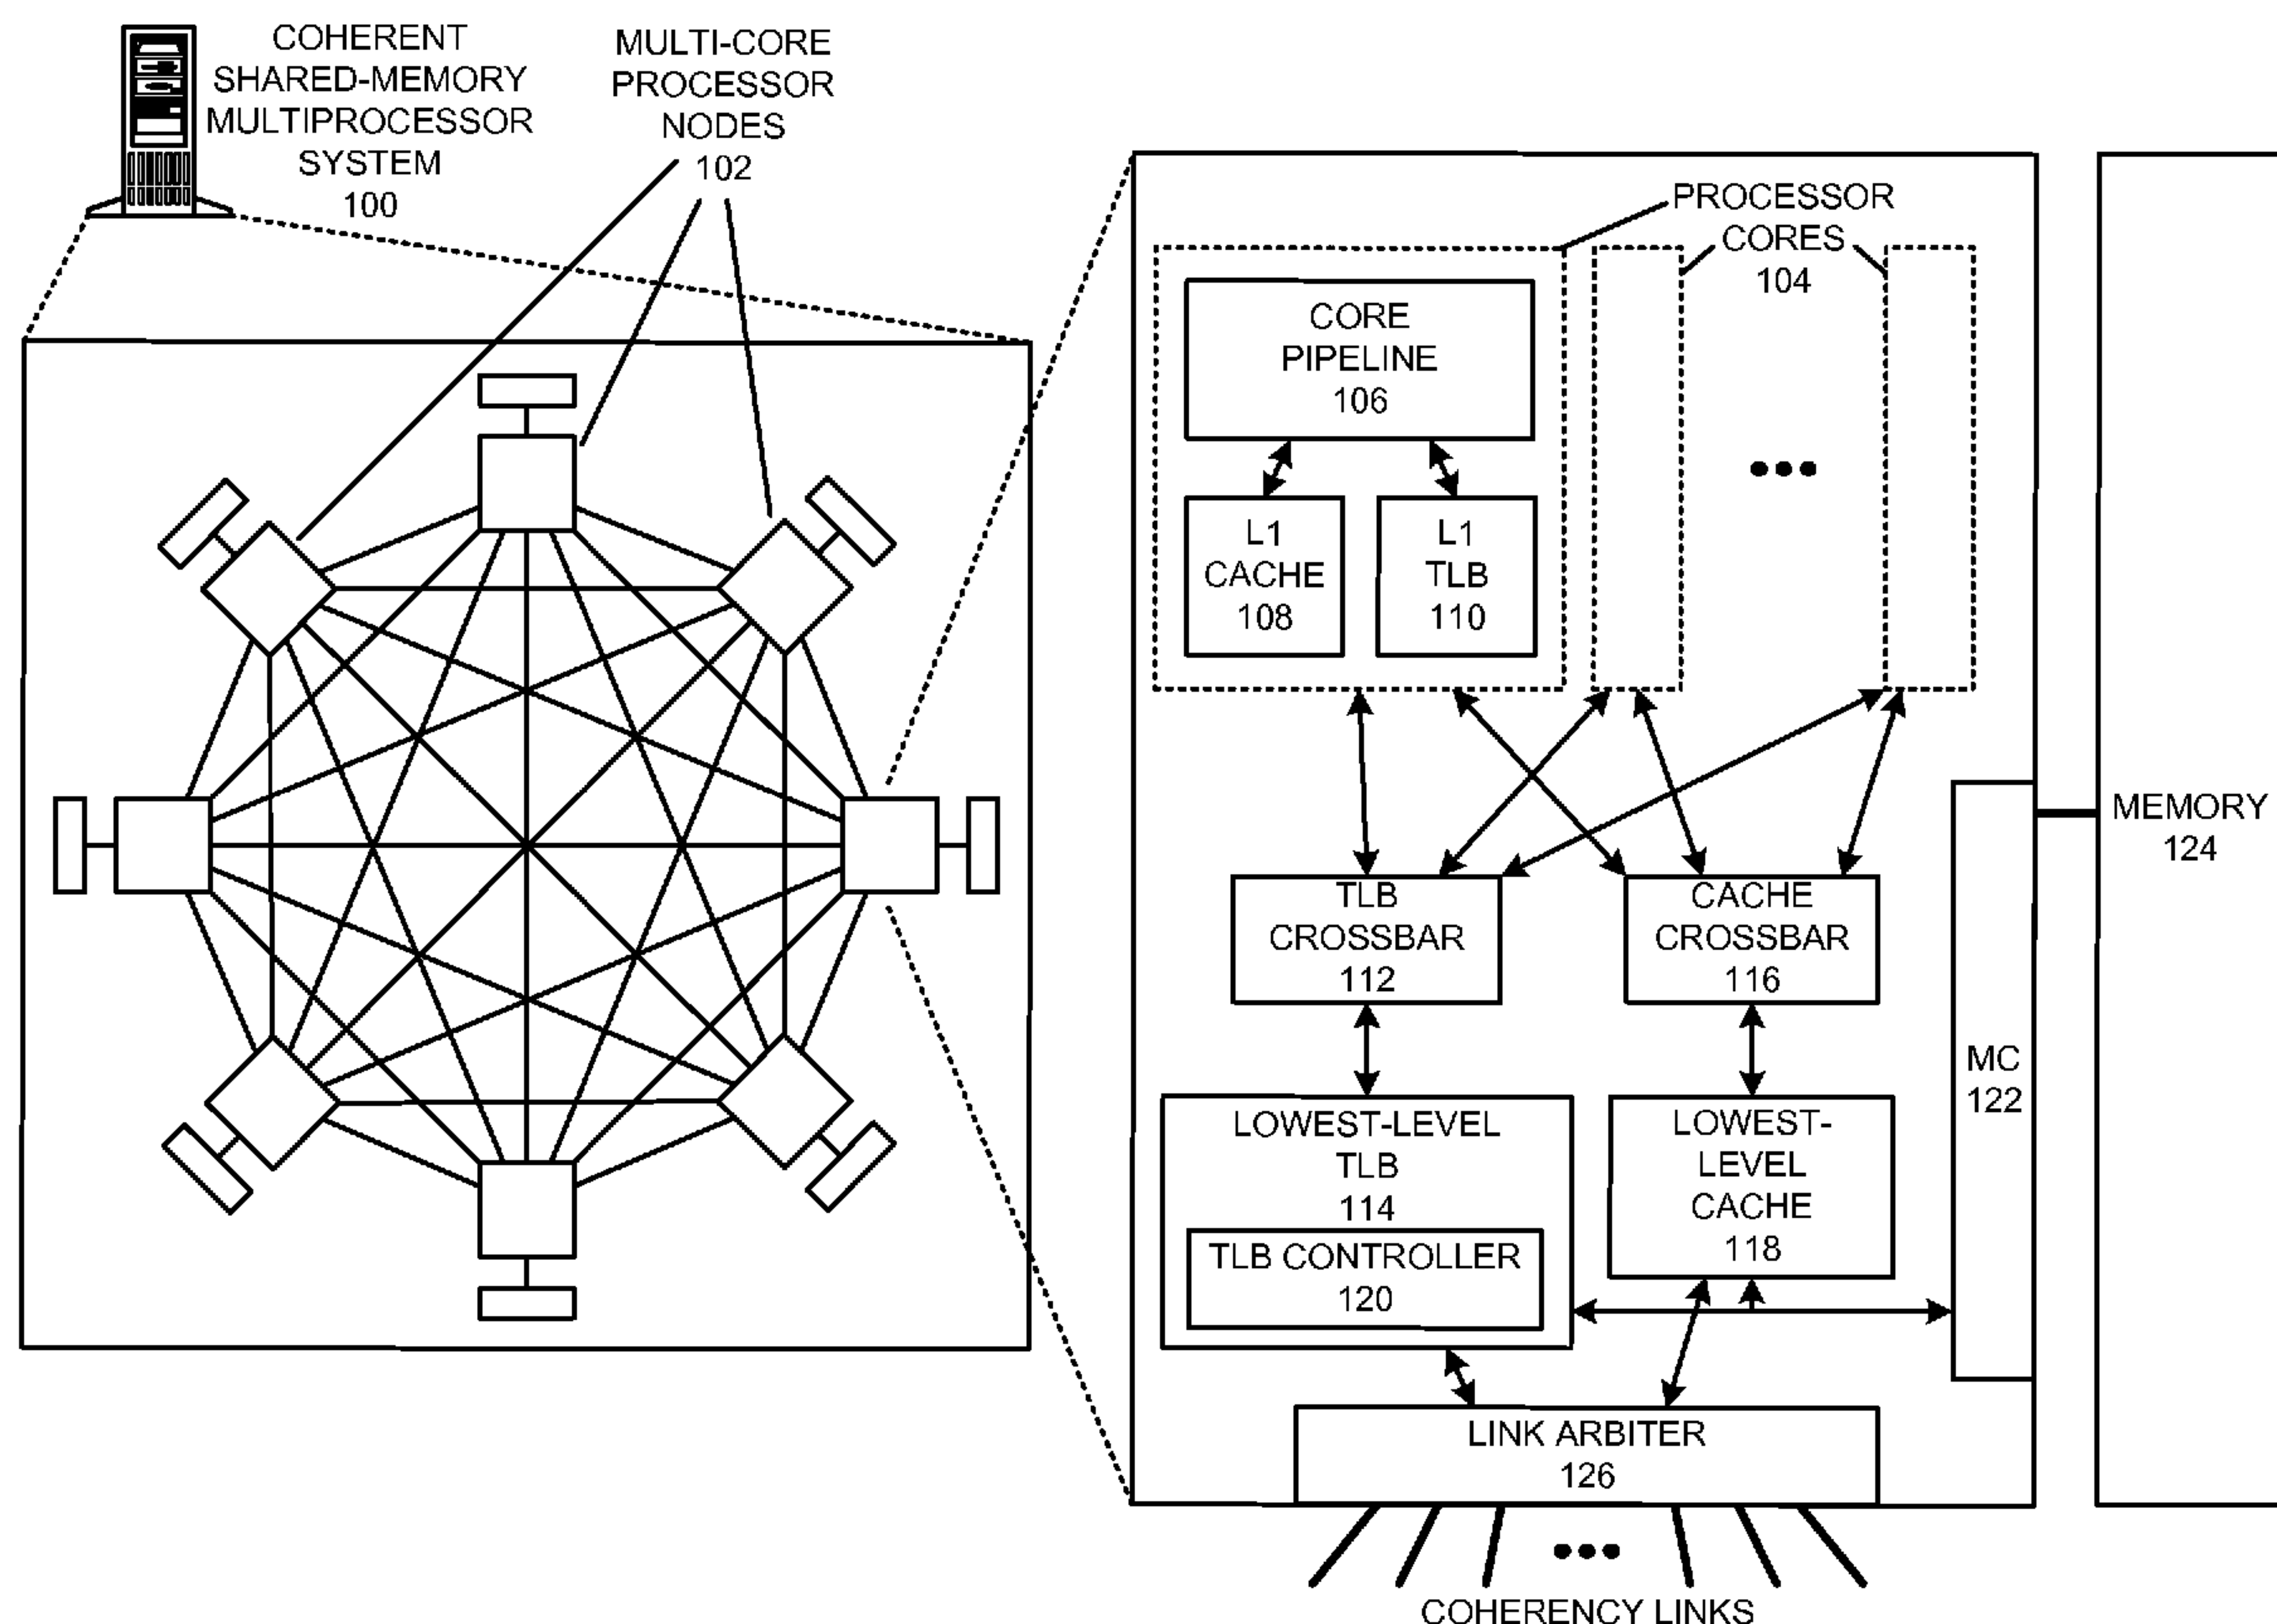 COHERENT
SHARED-MEMORY
MULTIPROCESSOR
SYSTEM
100
MULTI-CORE
PROCESSOR
NODES
102
PROCESSOR
CORES
104
CORE
PIPELINE
106
L1
CACHE
108
L1
TLB
110
TLB
CROSSBAR
112
CACHE
CROSSBAR
116
LOWEST-LEVEL
TLB
114
TLB CONTROLLER
120
LOWEST-
LEVEL
CACHE
118
MC
122
MEMORY
124
LINK ARBITER
126
COHERENCY LINKS